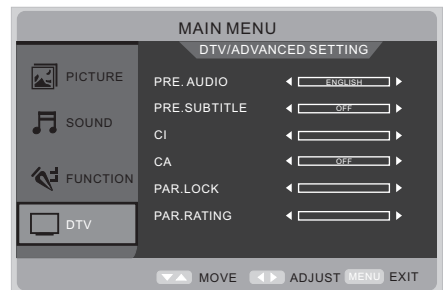 MAIN MENU
DTV/ADVANCED SETTING
PICTURE
SOUND
FUNCTION
DTV
PRE. AUDIO ENGLISH
PRE.SUBTITLE OFF
CI
CA OFF
PAR.LOCK
PAR.RATING
MOVE ADJUST MENU EXIT